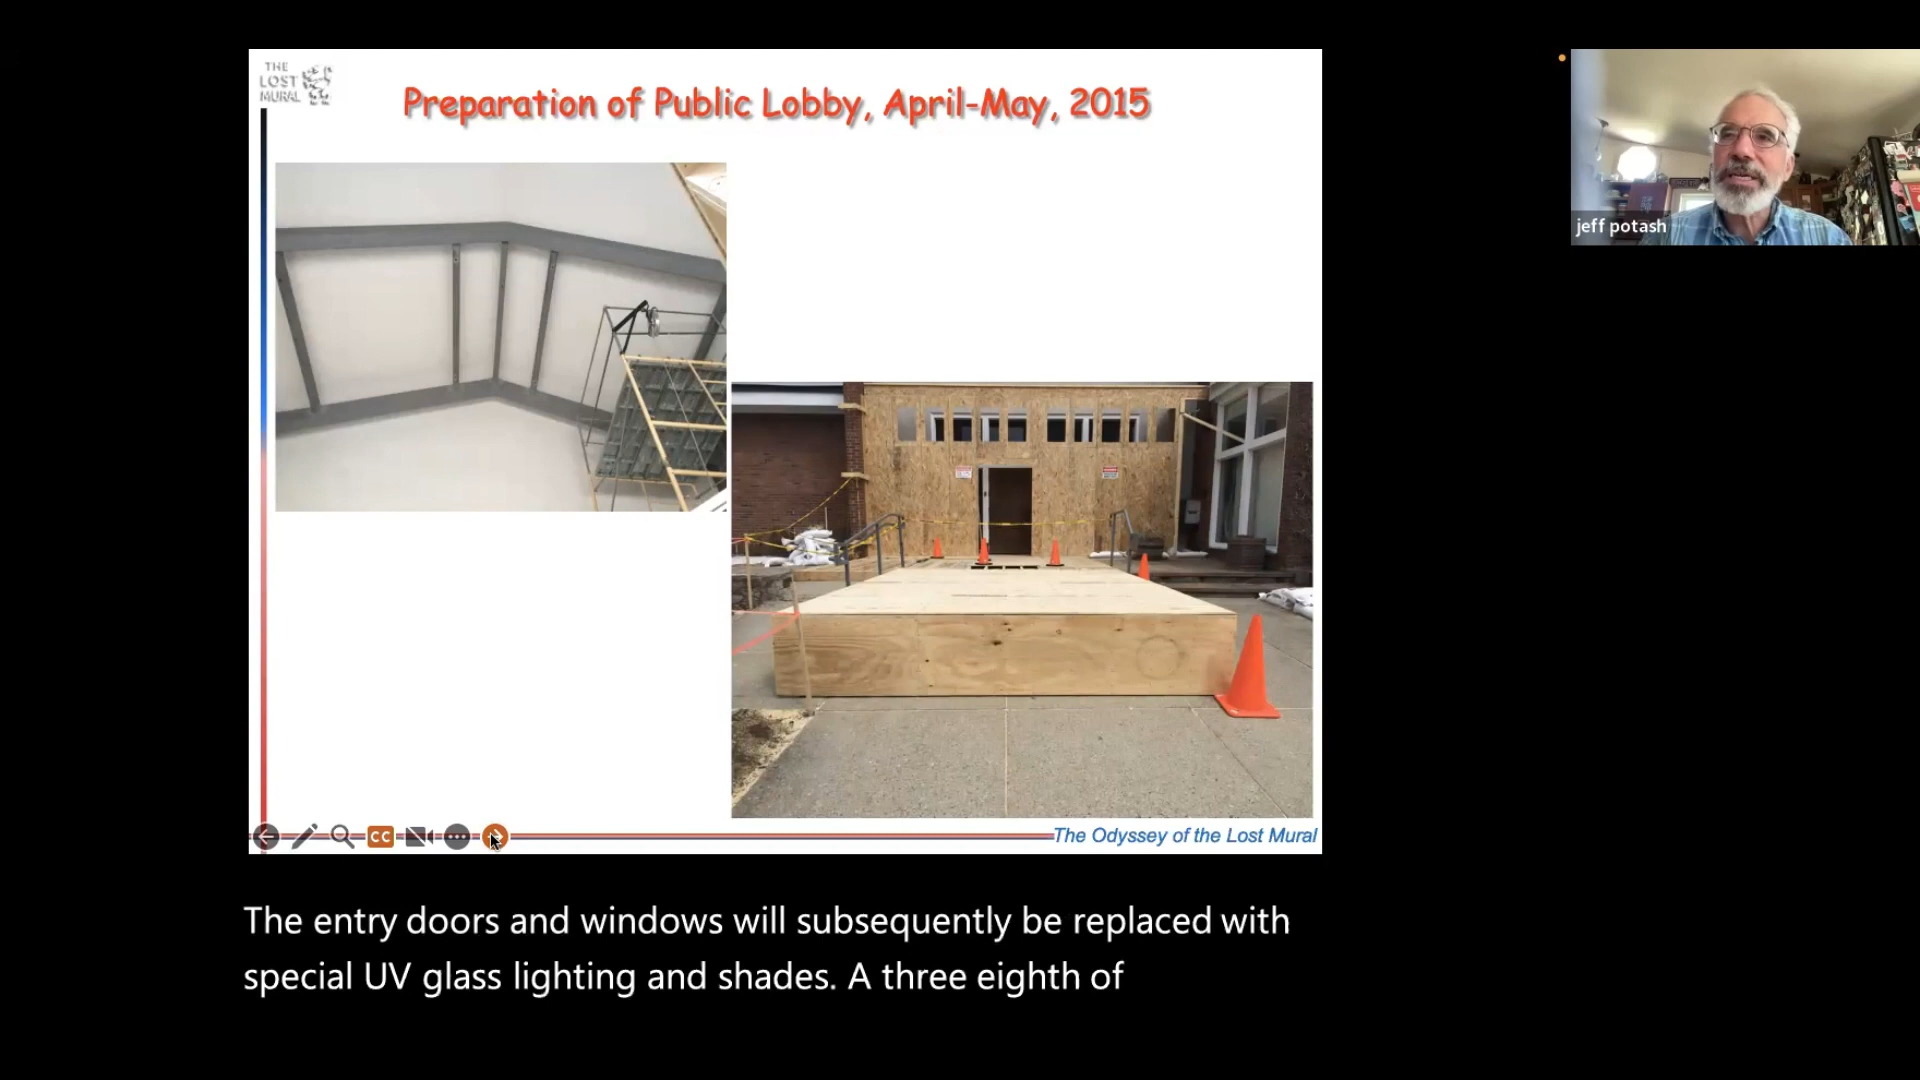 THE
LOST
MURAL
Preparation of Public Lobby, April-May, 2015
jeff potash
CC
The Odyssey of the Lost Mural
The entry doors and windows will subsequently be replaced with
special UV glass lighting and shades. A three eighth of